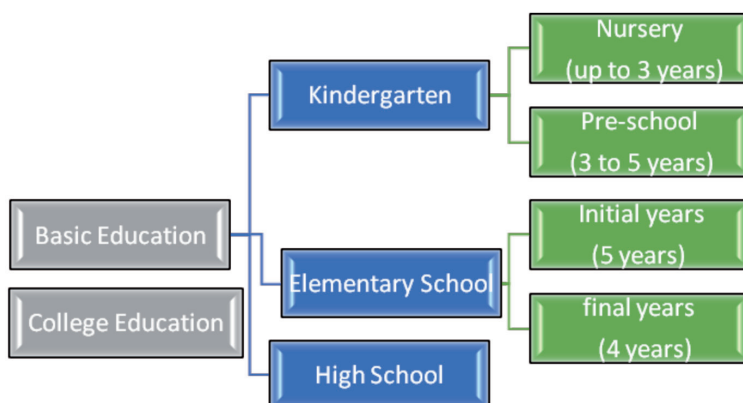 Basic Education
College Education
Kindergarten
Elementary School
High School
Nursery
(up to 3 years)
Pre-school
(3 to 5 years)
Initial years
(5 years)
final years
(4 years)